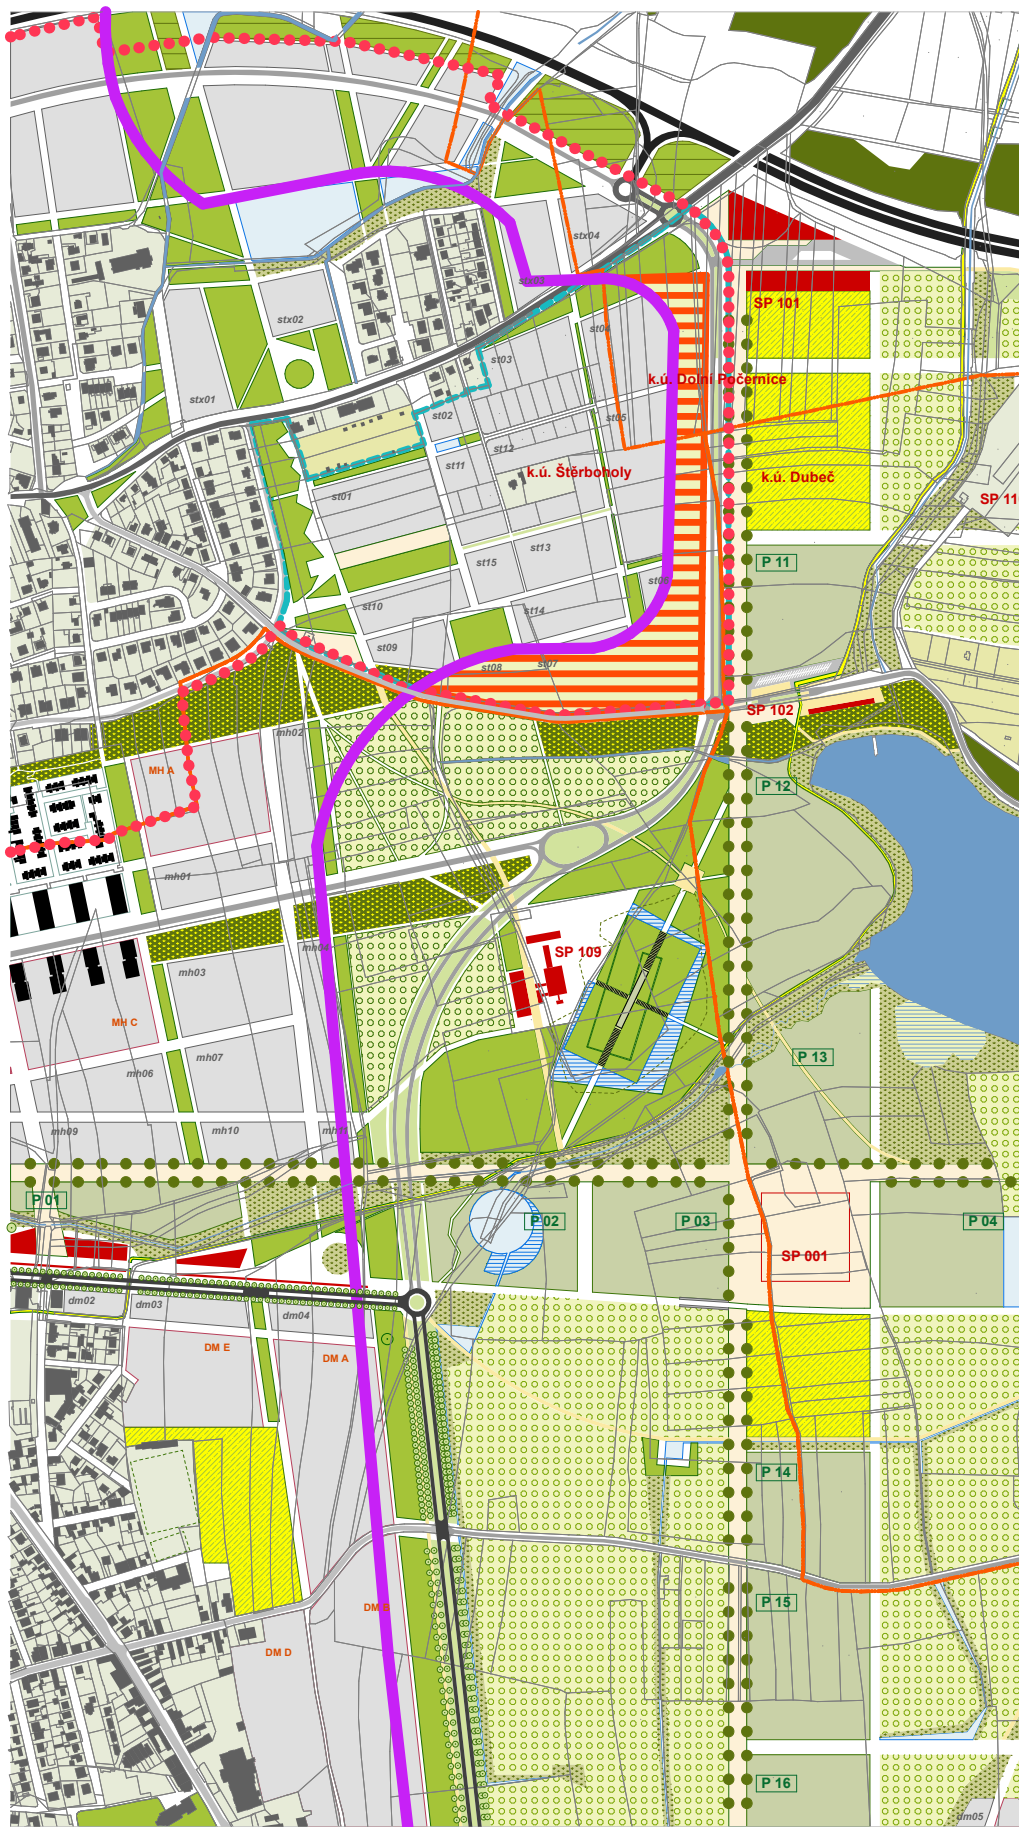 stx04
stx03
SP 101
stx02
st04
st03
k.ú. Dolní Počernice
stx01
st02
st05
st12
st11
k.ú. Štěrboholy
k.ú. Dubeč
SP 11
st01
st13
st15
P 11
st06
st10
st14
st09
st08
st07
SP 102
mh02
MH A
P 12
mh01
SP 109
mh03
MH C
mh07
P 13
mh06
mh09
mh10
mh11
P 01
P 02
P 03
P 04
SP 001
dm02
dm03
dm04
DM E
DM A
P 14
P 15
DM D
P 16
dm05